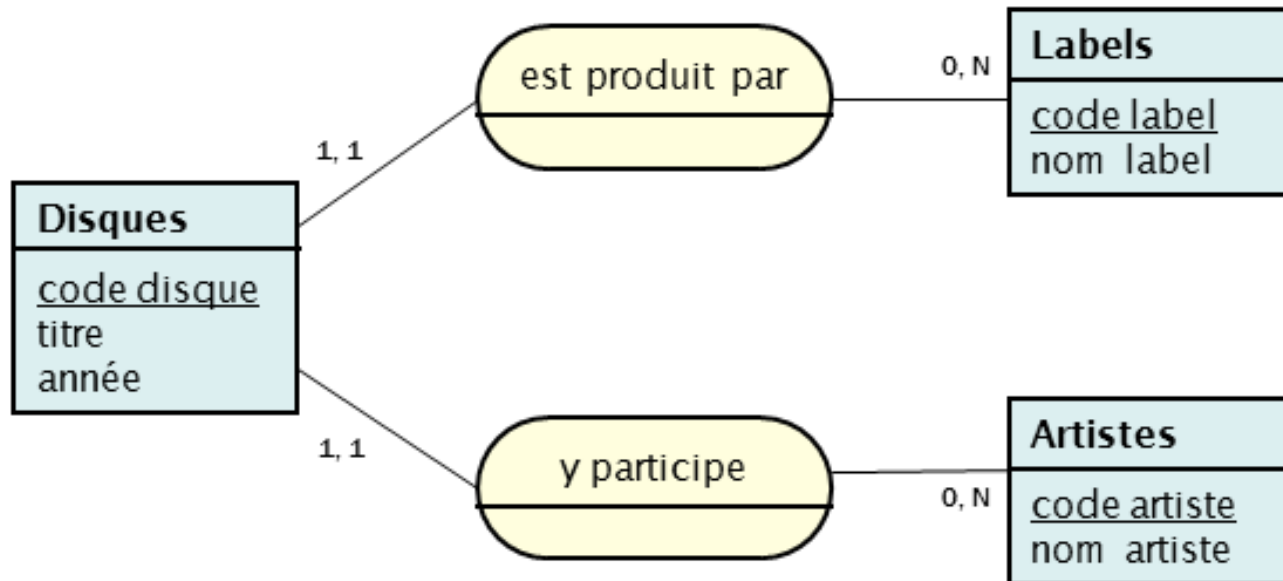 est produit par
0, N
Labels
code label
nom label
1, 1
Disques
code disque
titre
année
1, 1
y participe
0, N
Artistes
code artiste
nom artiste